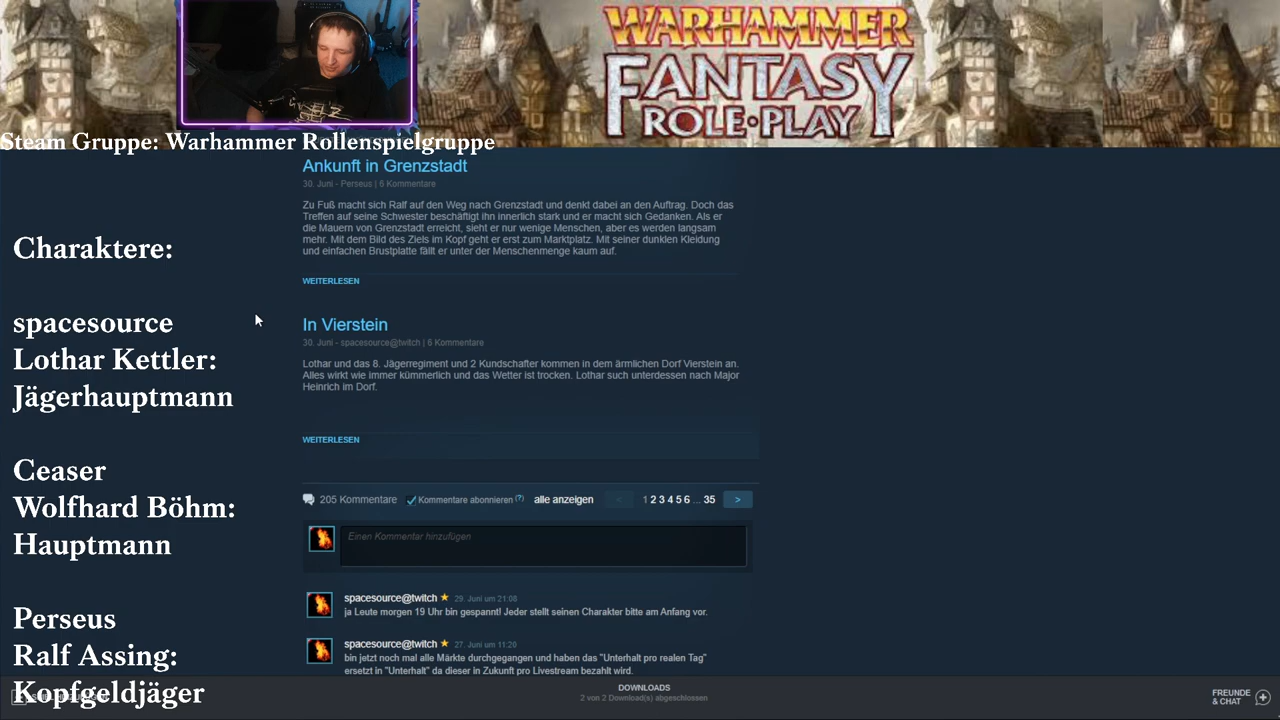 WARHAMMER
FANTASY
ROLE·PLAY
Steam Gruppe: Warhammer Rollenspielgruppe
Charaktere:
spacesource
Lothar Kettler:
Jägerhauptmann
Ceaser
Wolfhard Böhm:
Hauptmann
Perseus
Ralf Assing:
Kopfgeldjäger
Ankunft in Grenzstadt
30. Juni - Perseus | 6 Kommentare
Zu Fuß macht sich Ralf auf den Weg nach Grenzstadt und denkt dabei an den Auftrag. Doch das
Treffen auf seine Schwester beschäftigt ihn innerlich stark und er macht sich Gedanken. Als er
die Mauern von Grenzstadt erreicht, sieht er nur wenige Menschen, aber es werden langsam
mehr. Mit dem Bild des Ziels im Kopf geht er erst zum Marktplatz. Mit seiner dunklen Kleidung
und einfachen Brustplatte fällt er unter der Menschenmenge kaum auf.
WEITERLESEN
In Vierstein
30. Juni - spacesource@twitch | 6 Kommentare
Lothar und das 8. Jägerregiment und 2 Kundschafter kommen in dem ärmlichen Dorf Vierstein an.
Alles wirkt wie immer kümmerlich und das Wetter ist trocken. Lothar such unterdessen nach Major
Heinrich im Dorf.
WEITERLESEN
205 Kommentare Kommentare abonnieren (?) alle anzeigen < 1 2 3 4 5 6 ... 35 >
Einen Kommentar hinzufügen
spacesource@twitch 29. Juni um 21:08
ja Leute morgen 19 Uhr bin gespannt! Jeder stellt seinen Charakter bitte am Anfang vor.
spacesource@twitch 27. Juni um 11:20
bin jetzt noch mal alle Märkte durchgegangen und haben das "Unterhalt pro realen Tag"
ersetzt in "Unterhalt" da dieser in Zukunft pro Livestream bezahlt wird.
DOWNLOADS
2 von 2 Download(s) abgeschlossen
FREUNDE
& CHAT